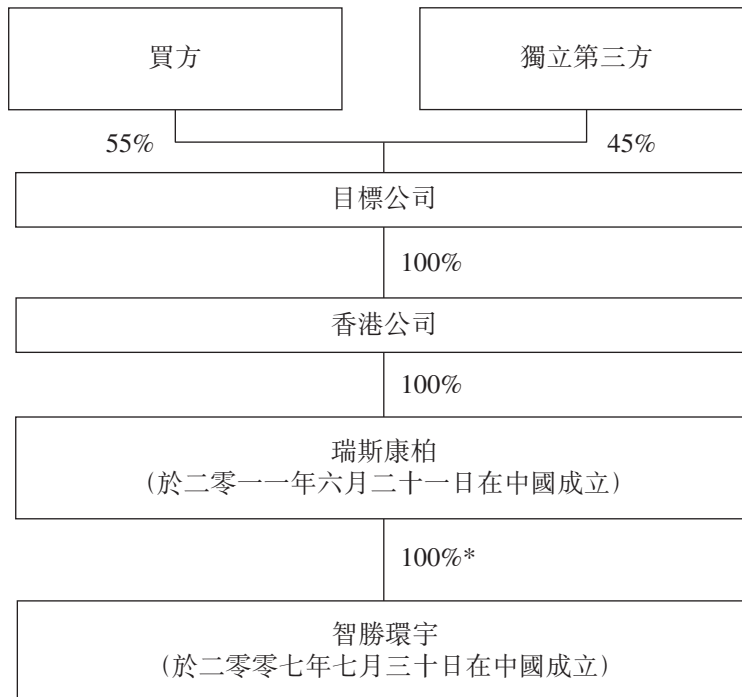 買方
獨立第三方
55%
45%
目標公司
100%
香港公司
100%
瑞斯康柏
(於二零一一年六月二十一日在中國成立)
100%*
智勝環宇
(於二零零七年七月三十日在中國成立)